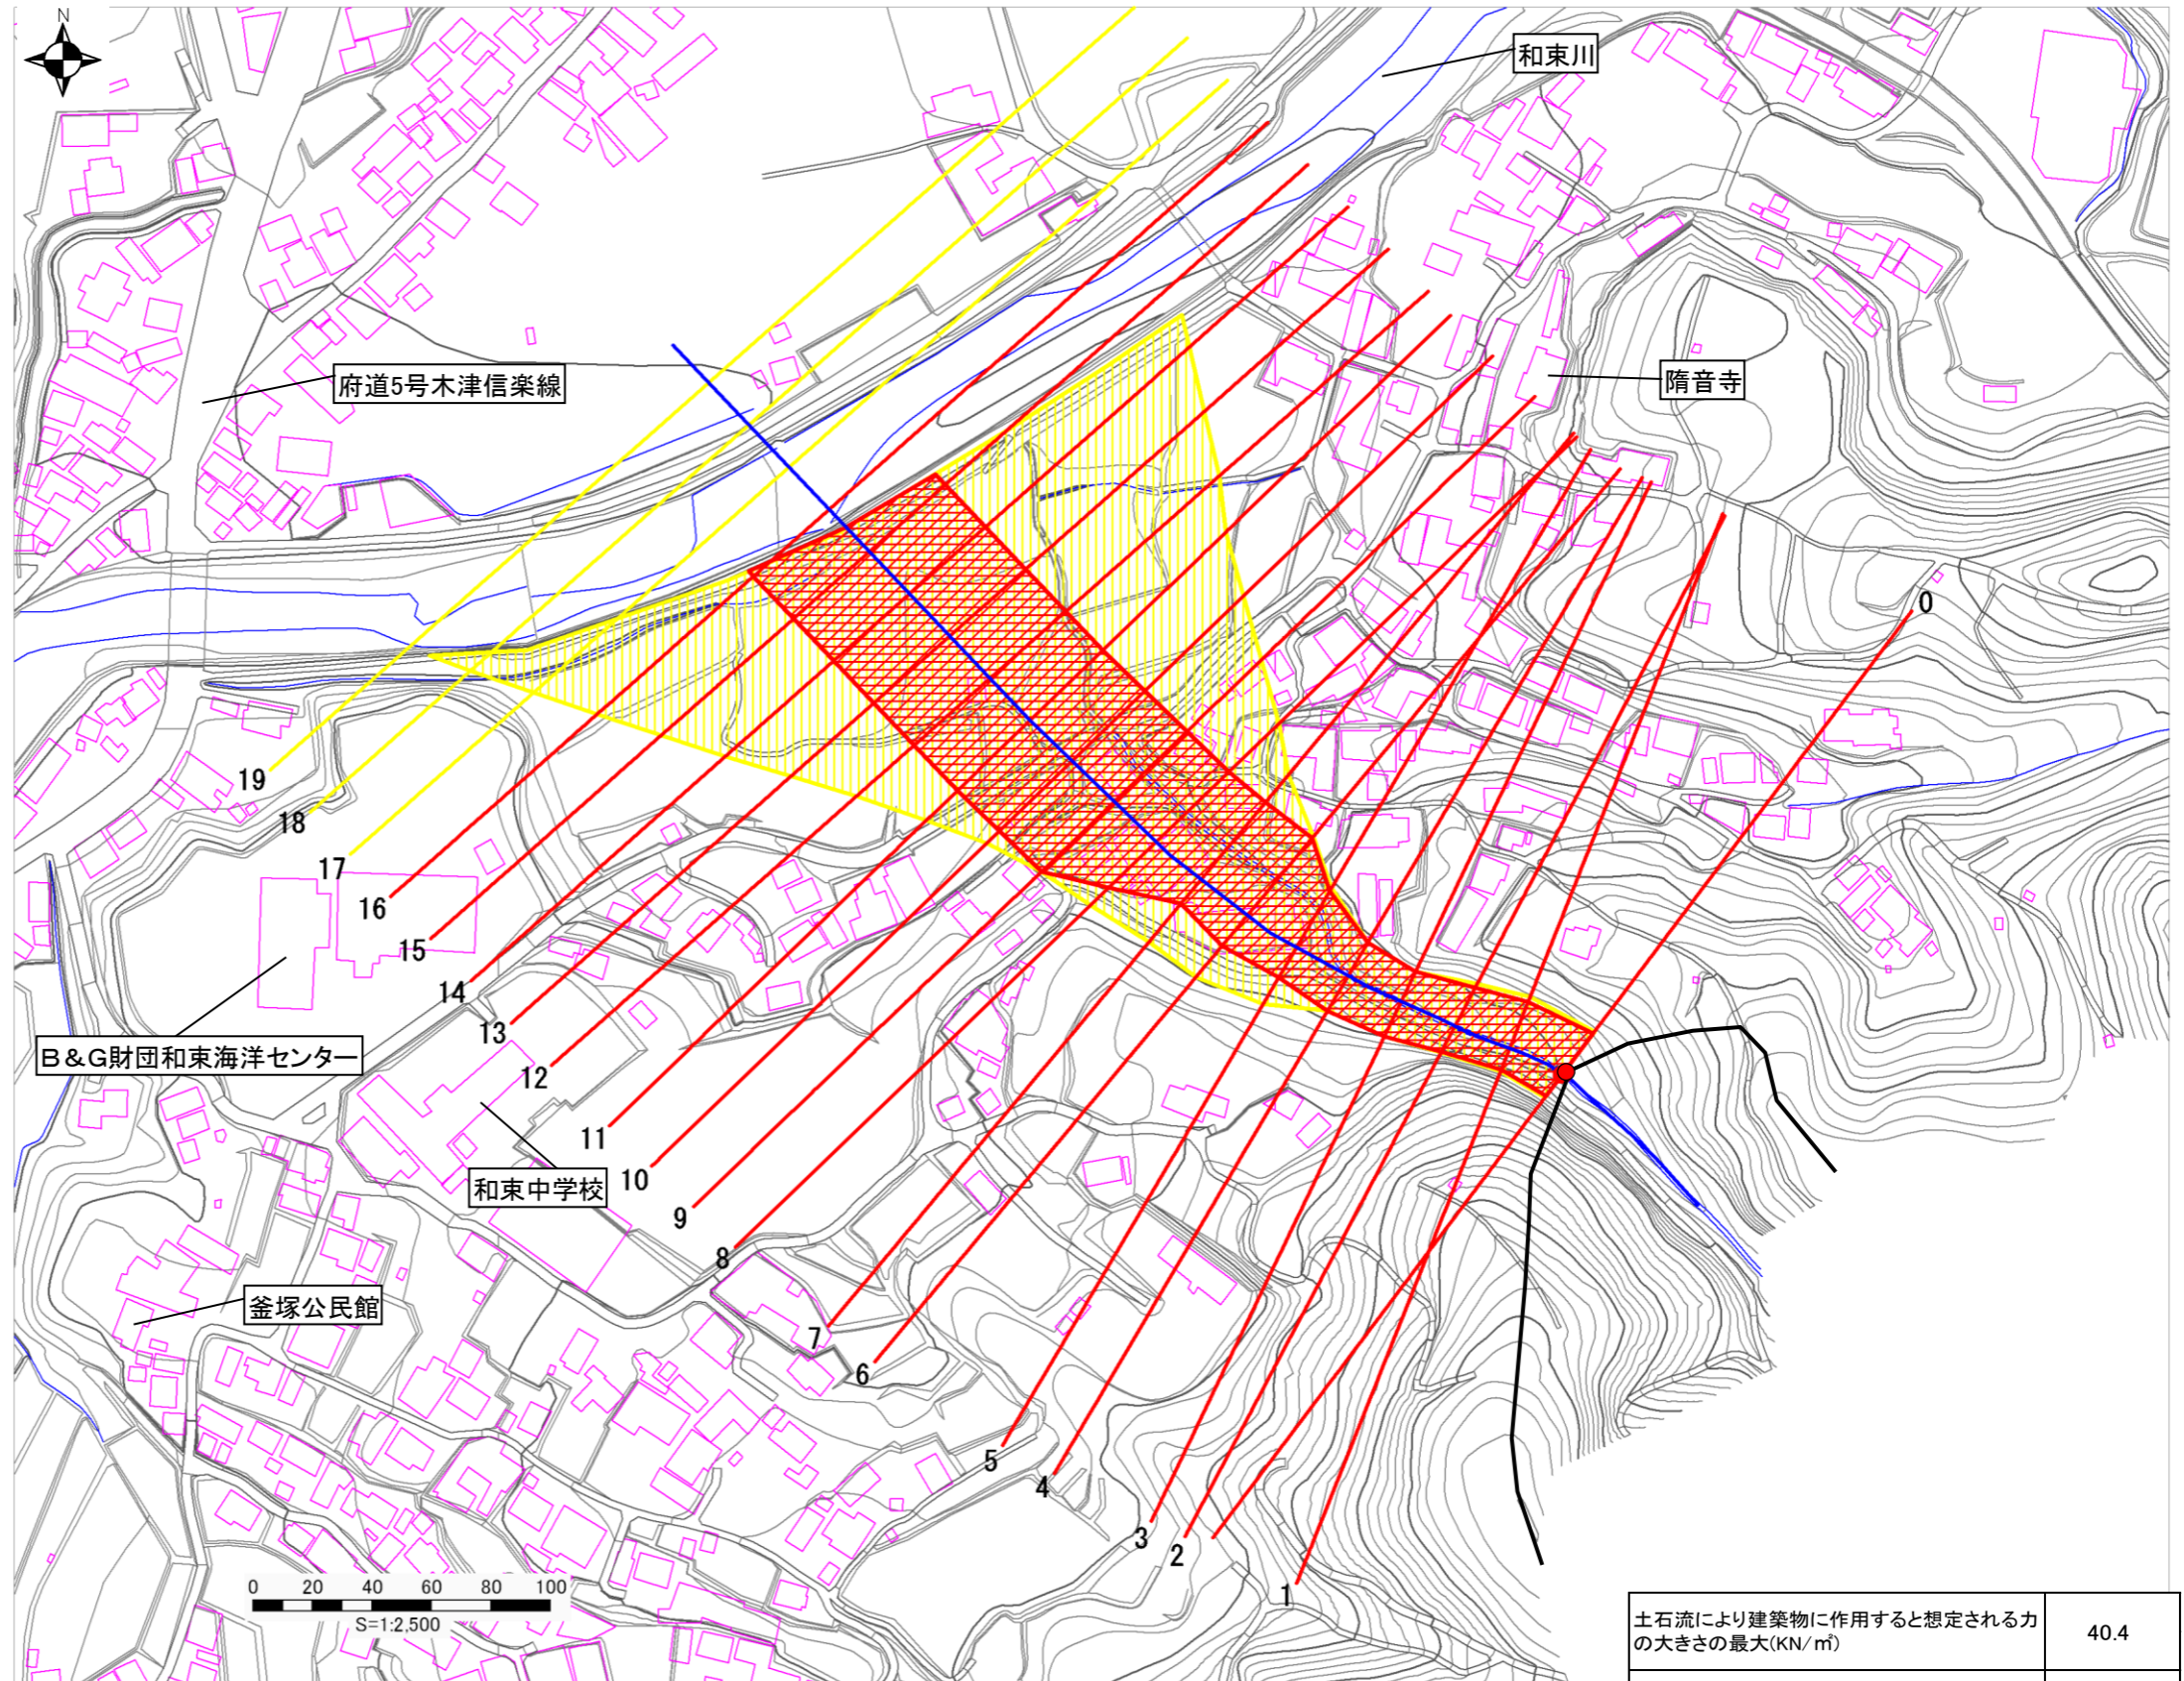 N
和束川
府道5号木津信楽線
隋音寺
0
19
18
17
16
15
14
13
12
11
10
9
8
7
6
5
4
3
2
1
B&G財団和束海洋センター
和束中学校
釜塚公民館
0 20 40 60 80 100
S=1:2,500
土石流により建築物に作用すると想定される力
の大きさの最大(KN/㎡)
40.4